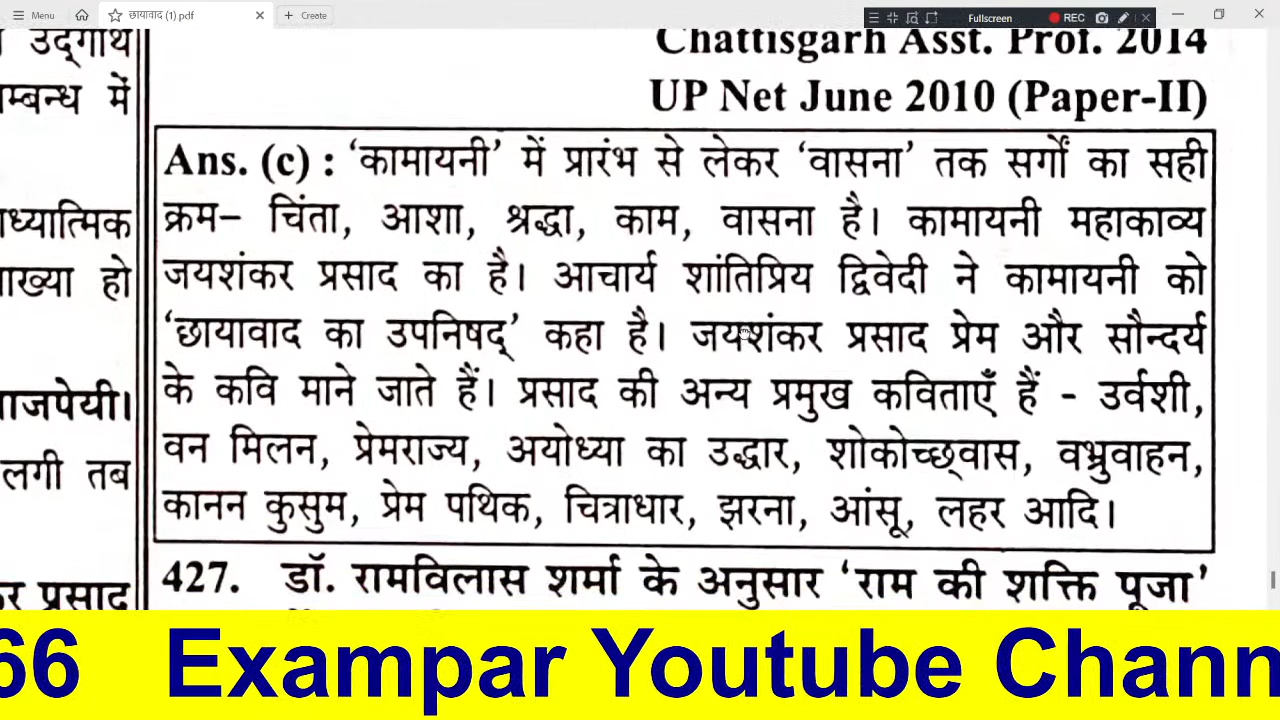 Menu
छायावाद (1).pdf
Create
Fullscreen
REC
उद्गाथ
म्बन्ध में
ध्यात्मिक
ाख्या हो
ाजपेयी।
लगी तब
र प्रसाद
Chattisgarh Asst. Prof. 2014
UP Net June 2010 (Paper-II)
Ans. (c) : ‘कामायनी’ में प्रारंभ से लेकर ‘वासना’ तक सर्गों का सही
क्रम– चिंता, आशा, श्रद्धा, काम, वासना है। कामायनी महाकाव्य
जयशंकर प्रसाद का है। आचार्य शांतिप्रिय द्विवेदी ने कामायनी को
‘छायावाद का उपनिषद्’ कहा है। जयशंकर प्रसाद प्रेम और सौन्दर्य
के कवि माने जाते हैं। प्रसाद की अन्य प्रमुख कविताएँ हैं - उर्वशी,
वन मिलन, प्रेमराज्य, अयोध्या का उद्धार, शोकोच्छ्वास, वभ्रुवाहन,
कानन कुसुम, प्रेम पथिक, चित्राधार, झरना, आंसू, लहर आदि।
427. डॉ. रामविलास शर्मा के अनुसार ‘राम की शक्ति पूजा’
66 Exampar Youtube Chann